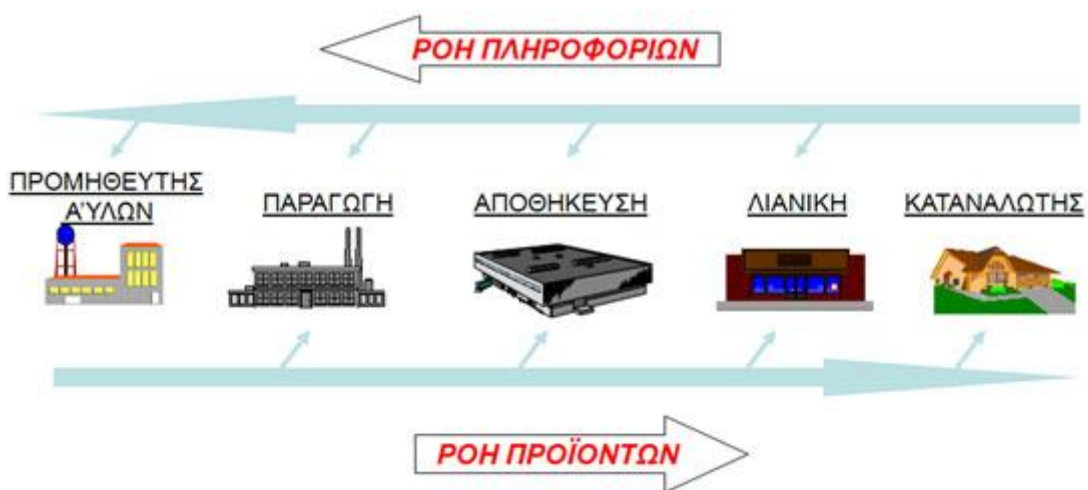 ΡΟΗ ΠΛΗΡΟΦΟΡΙΩΝ
ΠΡΟΜΗΘΕΥΤΗΣ
Α'ΥΛΩΝ
ΠΑΡΑΓΩΓΗ
ΑΠΟΘΗΚΕΥΣΗ
ΛΙΑΝΙΚΗ
ΚΑΤΑΝΑΛΩΤΗΣ
ΡΟΗ ΠΡΟΪΟΝΤΩΝ